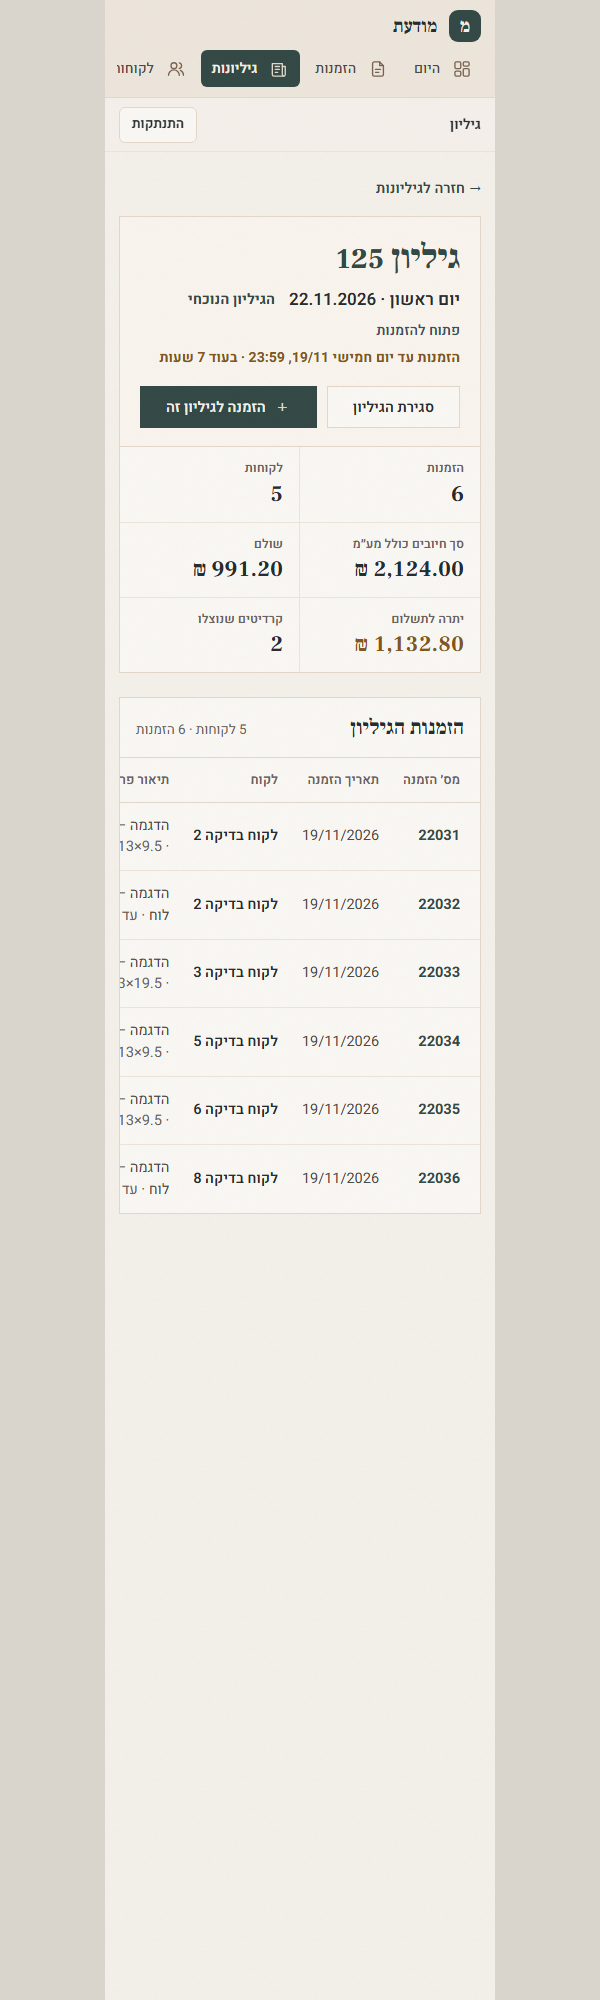 מ מודעת
היום הזמנות גיליונות לקוחות
גיליון התנתקות
→ חזרה לגיליונות
גיליון 125
יום ראשון · 22.11.2026 הגיליון הנוכחי
פתוח להזמנות
הזמנות עד יום חמישי 19/11, 23:59 · בעוד 7 שעות
סגירת הגיליון + הזמנה לגיליון זה
הזמנות לקוחות
6 5
סך חיובים כולל מע״מ שולם
2,124.00 ₪ 991.20 ₪
יתרה לתשלום קרדיטים שנוצלו
1,132.80 ₪ 2
הזמנות הגיליון 5 לקוחות · 6 הזמנות
מס׳ הזמנה תאריך הזמנה לקוח תיאור
22031 19/11/2026 לקוח בדיקה 2 הדגמה –
· 13×9.5
22032 19/11/2026 לקוח בדיקה 2 הדגמה –
לוח · עד
22033 19/11/2026 לקוח בדיקה 3 הדגמה –
· 3×19.5
22034 19/11/2026 לקוח בדיקה 5 הדגמה –
· 13×9.5
22035 19/11/2026 לקוח בדיקה 6 הדגמה –
· 13×9.5
22036 19/11/2026 לקוח בדיקה 8 הדגמה –
לוח · עד